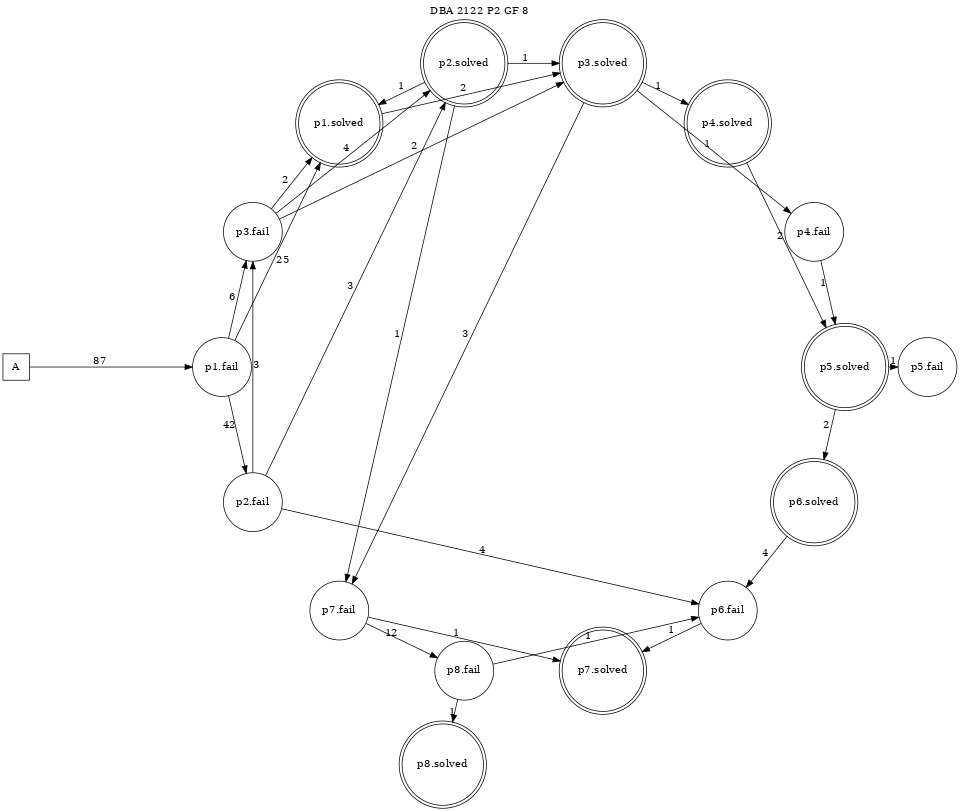 DBA 2122 P2 GF 8
p2.solved
1
p3.solved
1
2
1
p1.solved
p4.solved
4
2
1
2
p3.fail
p4.fail
2
25
1
6
3
1
3
A
87
p1.fail
3
p5.solved
1
p5.fail
42
2
p2.fail
p6.solved
4
4
p7.fail
p6.fail
12
1
1
1
p8.fail
p7.solved
1
p8.solved